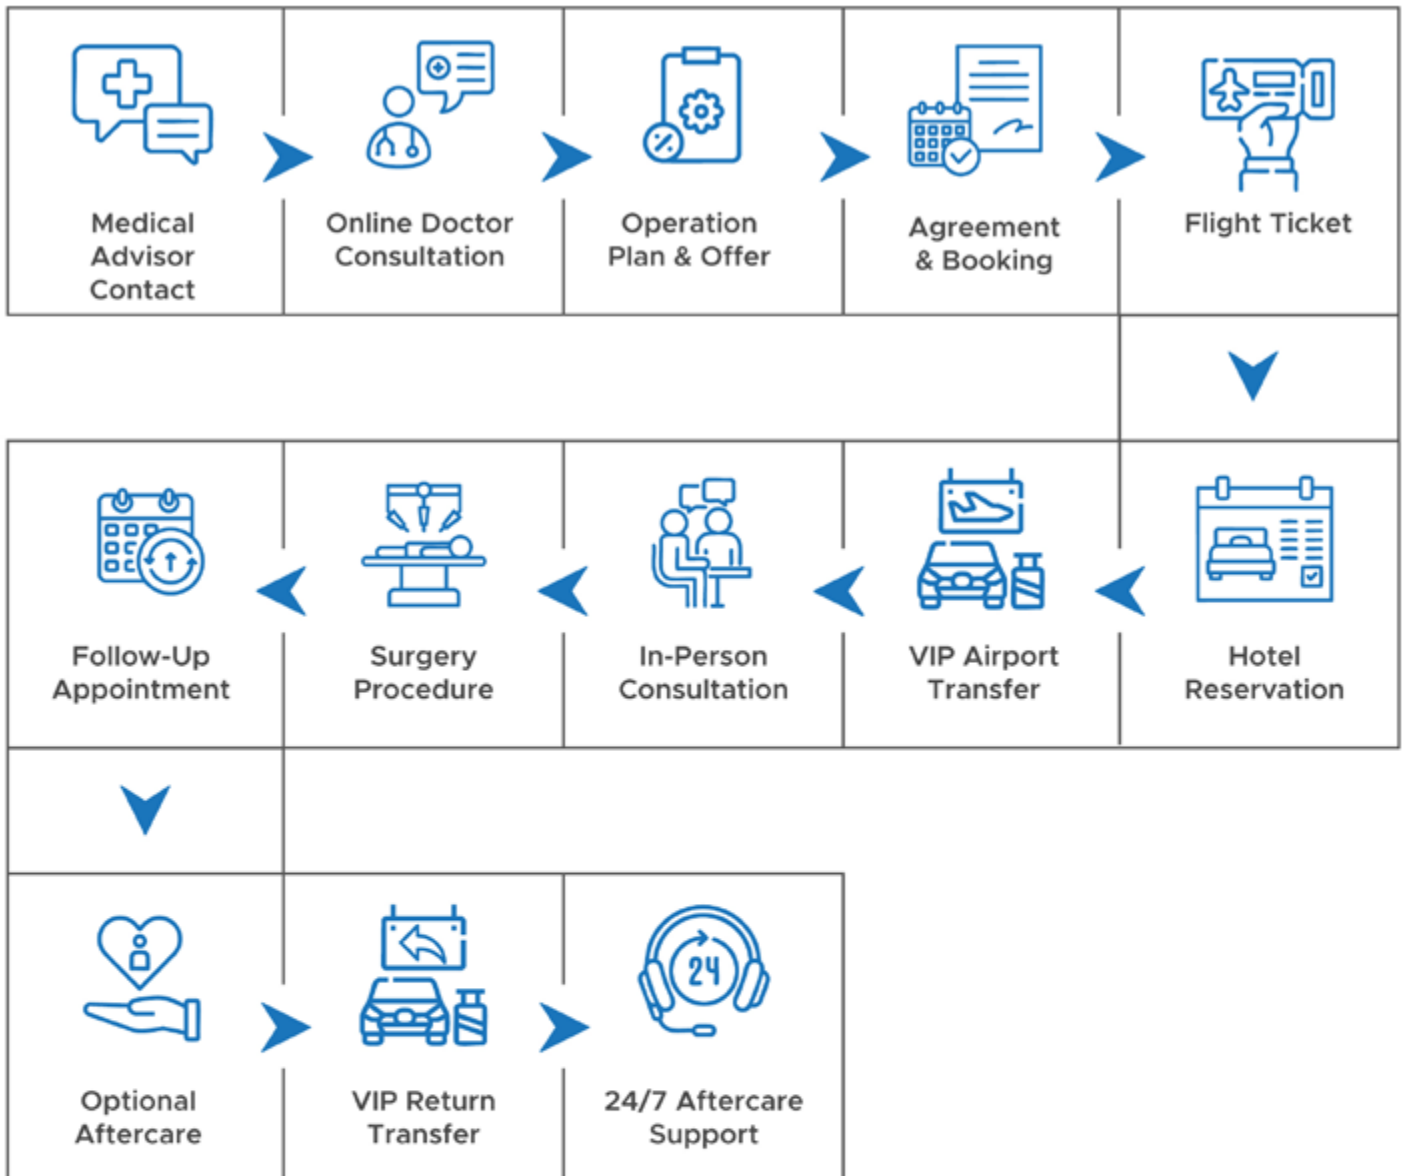 Medical
Advisor
Contact
Online Doctor
Consultation
Operation
Plan & Offer
Agreement
& Booking
Flight Ticket
Follow-Up
Appointment
Surgery
Procedure
In-Person
Consultation
VIP Airport
Transfer
Hotel
Reservation
24
Optional
Aftercare
VIP Return
Transfer
24/7 Aftercare
Support